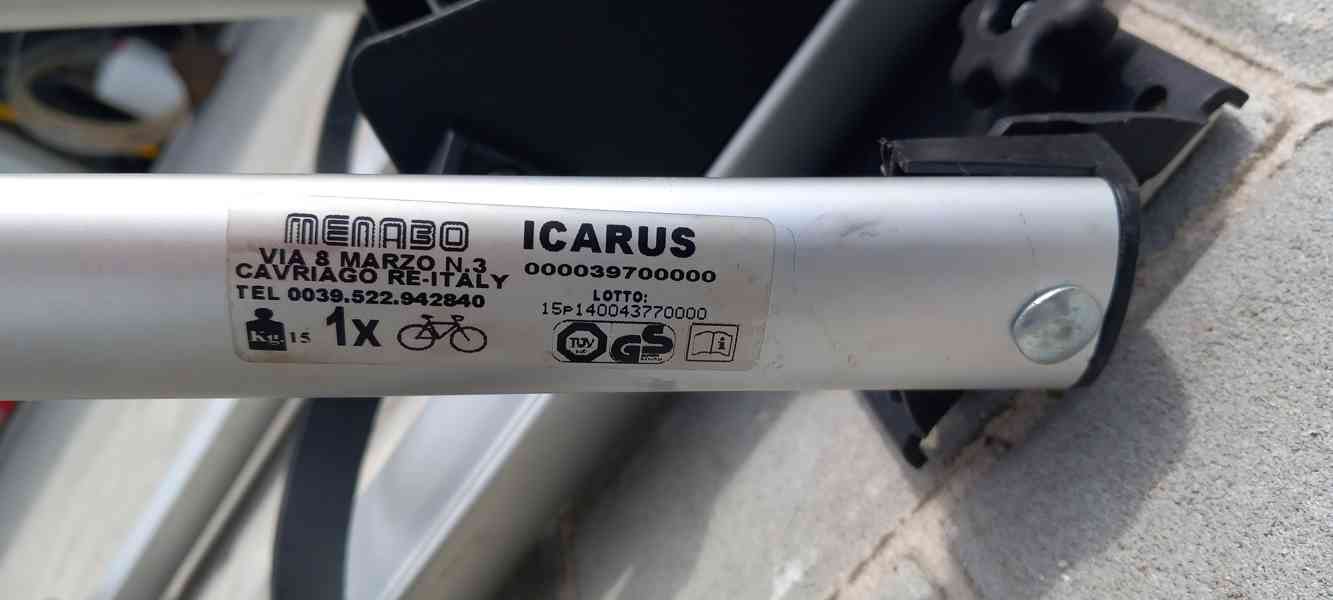 MENABO
VIA 8 MARZO N.3
CAVRIAGO RE-ITALY
TEL 0039.522.942840
Kg. 15 1x
ICARUS
000039700000
LOTTO:
15P140043770000
TÜV GS